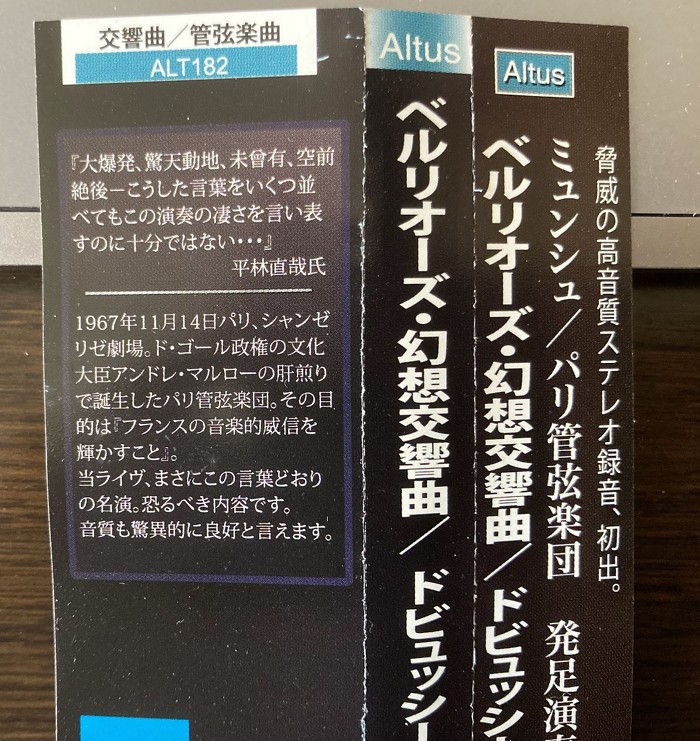 交響曲／管弦楽曲
ALT182
『大爆発、驚天動地、未曾有、空前
絶後－こうした言葉をいくつ並
べてもこの演奏の凄さを言い表
すのに十分ではない・・・』
平林直哉氏
1967年11月14日パリ、シャンゼ
リゼ劇場。ド・ゴール政権の文化
大臣アンドレ・マルローの肝煎り
で誕生したパリ管弦楽団。その目
的は『フランスの音楽的威信を
輝かすこと』。
当ライヴ、まさにこの言葉どおり
の名演。恐るべき内容です。
音質も驚異的に良好と言えます。
Altus
ベルリオーズ・幻想交響曲／ドビュッシー
Altus
脅威の高音質ステレオ録音、初出。
ミュンシュ／パリ管弦楽団 発足演奏
ベルリオーズ・幻想交響曲／ドビュッシー